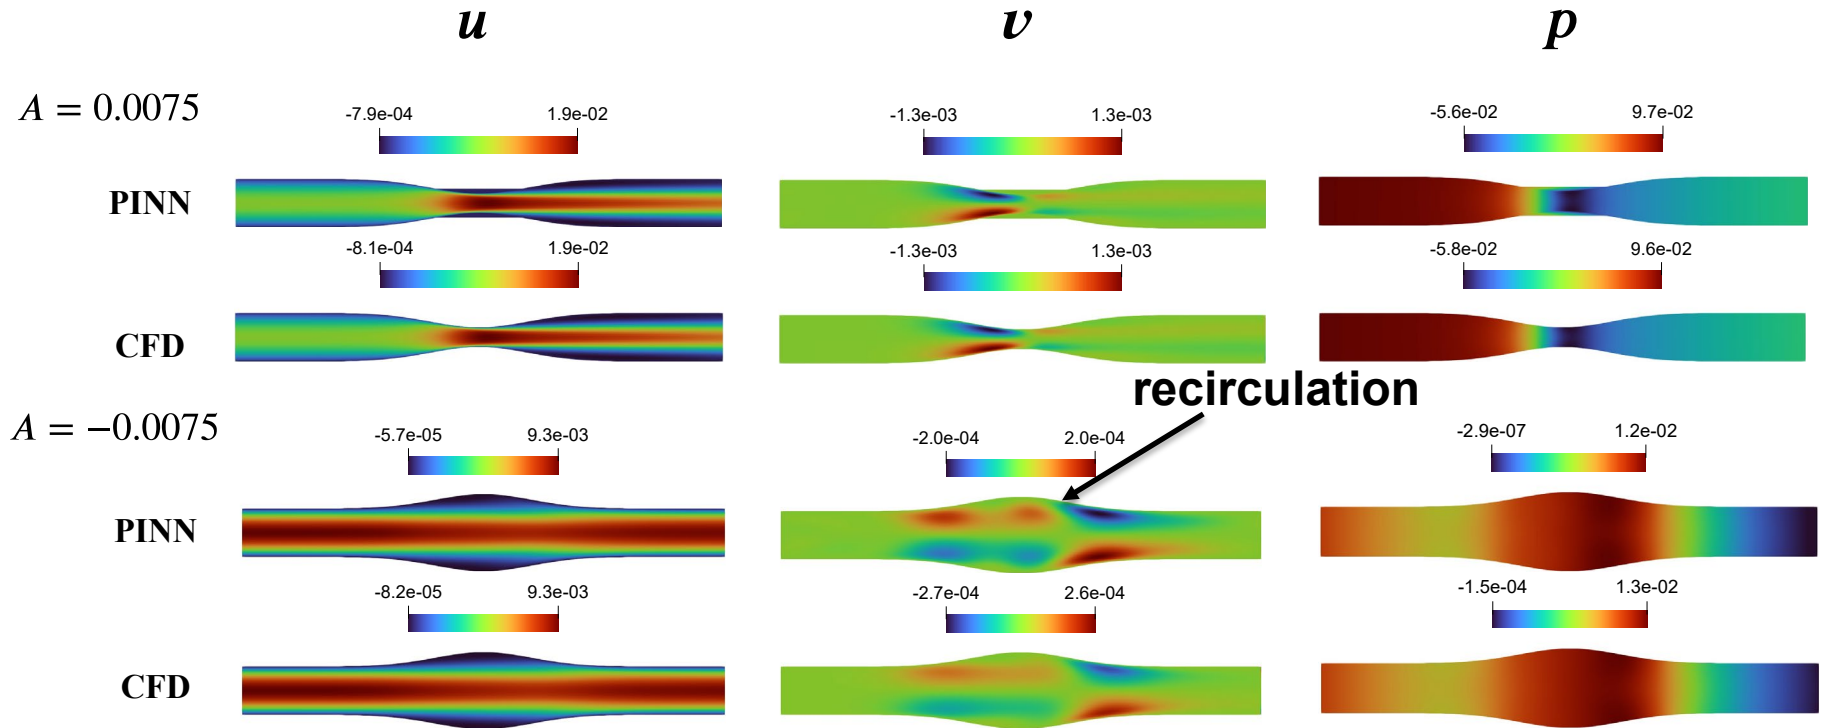 u v p
A = 0.0075
-7.9e-04 1.9e-02 -1.3e-03 1.3e-03 -5.6e-02 9.7e-02
PINN
-8.1e-04 1.9e-02 -1.3e-03 1.3e-03 -5.8e-02 9.6e-02
CFD
recirculation
A = −0.0075
-5.7e-05 9.3e-03 -2.0e-04 2.0e-04 -2.9e-07 1.2e-02
PINN
-8.2e-05 9.3e-03 -2.7e-04 2.6e-04 -1.5e-04 1.3e-02
CFD